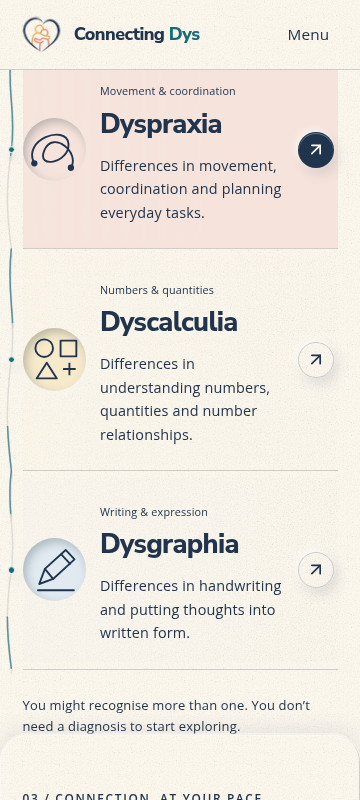 Connecting Dys
Menu
Movement & coordination
Dyspraxia
Differences in movement,
coordination and planning
everyday tasks.
Numbers & quantities
Dyscalculia
Differences in
understanding numbers,
quantities and number
relationships.
Writing & expression
Dysgraphia
Differences in handwriting
and putting thoughts into
written form.
You might recognise more than one. You don’t
need a diagnosis to start exploring.
03 / CONNECTION, AT YOUR PACE